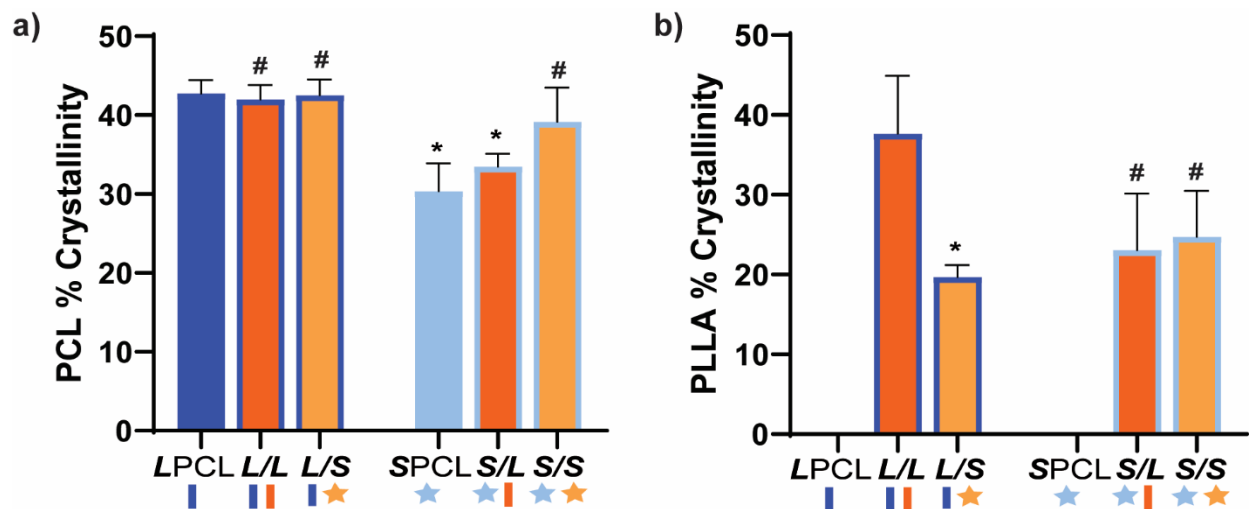 a)
PCL % Crystallinity
50
40
30
20
10
0
# # * * #
LPCL L/L L/S SPCL S/L S/S
b)
PLLA % Crystallinity
50
40
30
20
10
0
* # #
LPCL L/L L/S SPCL S/L S/S